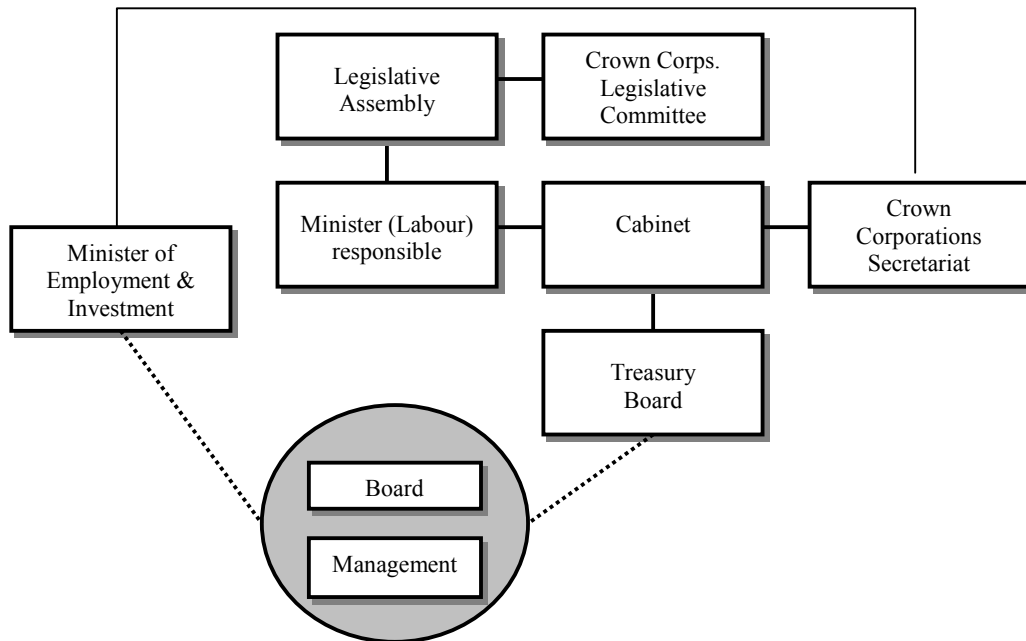 Legislative
Assembly
Crown Corps.
Legislative
Committee
Minister (Labour)
responsible
Cabinet
Crown
Corporations
Secretariat
Minister of
Employment &
Investment
Treasury
Board
Board
Management